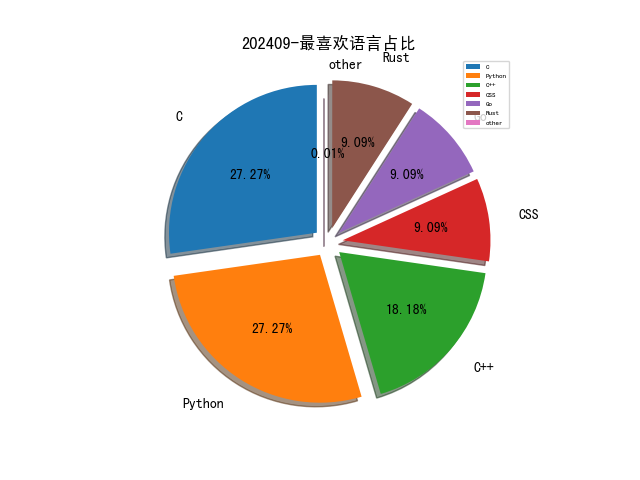 202409-最喜欢语言占比
other
Rust
C
CSS
C++
Python
27.27%
0.01%
9.09%
9.09%
9.09%
18.18%
27.27%
C
Python
C++
CSS
Go
Rust
other